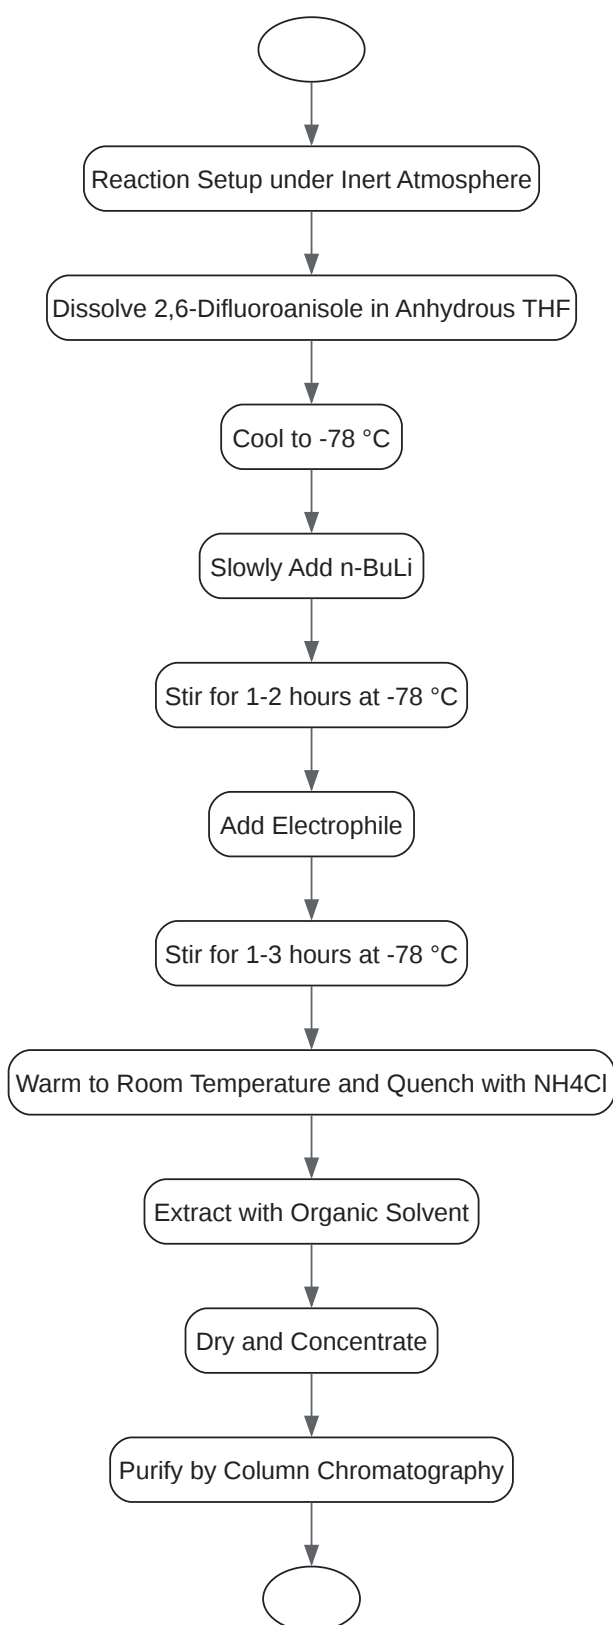 Reaction Setup under Inert Atmosphere
Dissolve 2,6-Difluoroanisole in Anhydrous THF
Cool to -78 °C
Slowly Add n-BuLi
Stir for 1-2 hours at -78 °C
Add Electrophile
Stir for 1-3 hours at -78 °C
Warm to Room Temperature and Quench with NH4Cl
Extract with Organic Solvent
Dry and Concentrate
Purify by Column Chromatography